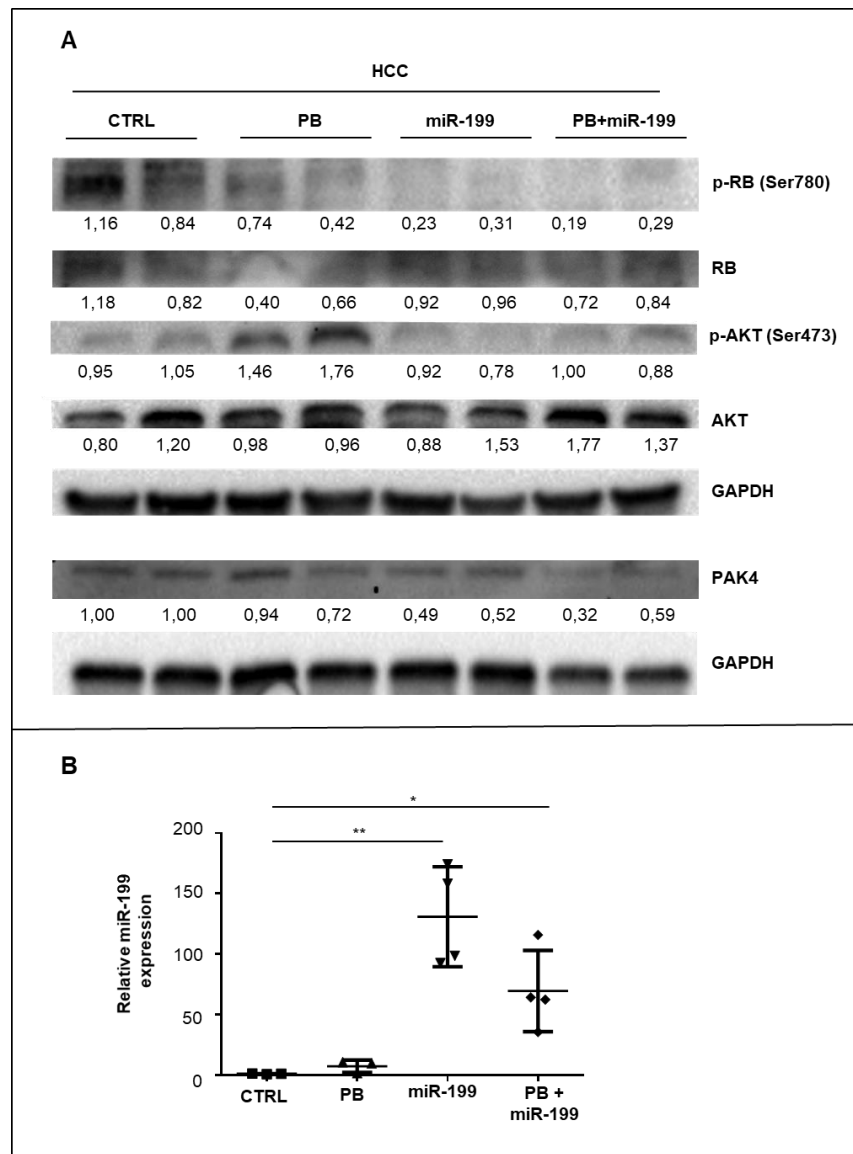 A
HCC
CTRL PB miR-199 PB+miR-199
p-RB (Ser780)
1,16 0,84 0,74 0,42 0,23 0,31 0,19 0,29
RB
1,18 0,82 0,40 0,66 0,92 0,96 0,72 0,84
p-AKT (Ser473)
0,95 1,05 1,46 1,76 0,92 0,78 1,00 0,88
AKT
0,80 1,20 0,98 0,96 0,88 1,53 1,77 1,37
GAPDH
PAK4
1,00 1,00 0,94 0,72 0,49 0,52 0,32 0,59
GAPDH
B
*
**
200
150
100
50
0
Relative miR-199
expression
CTRL PB miR-199 PB +
miR-199